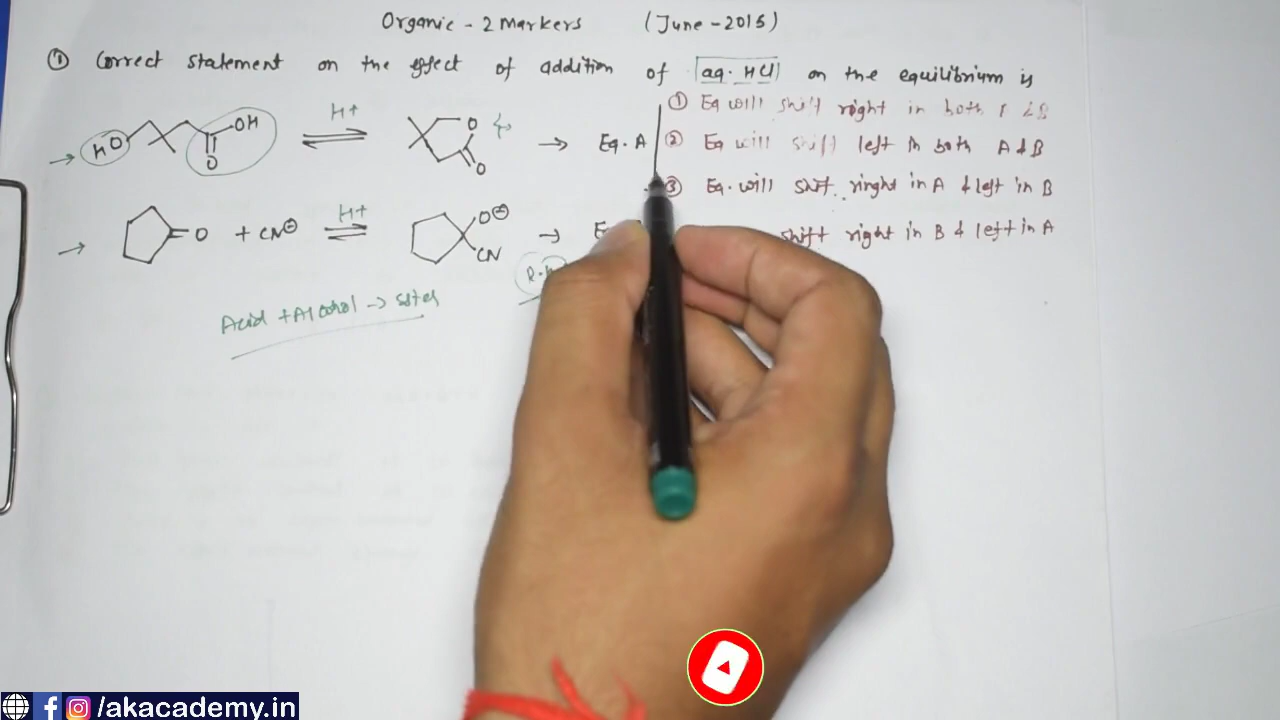 Organic - 2 Markers (June-2015)
① Correct statement on the effect of addition of aq. HCl on the equilibrium is
① Eq will shift right in both
② Eq will shift left in both A & B
③ Eq. will shift ringht in A & left in B
shift right in B & left in A
HO OH O H+ O O → Eq. A
O + CN⊖ H+ O⊖ CN →
Acid + Alcohol →
/akacademy.in